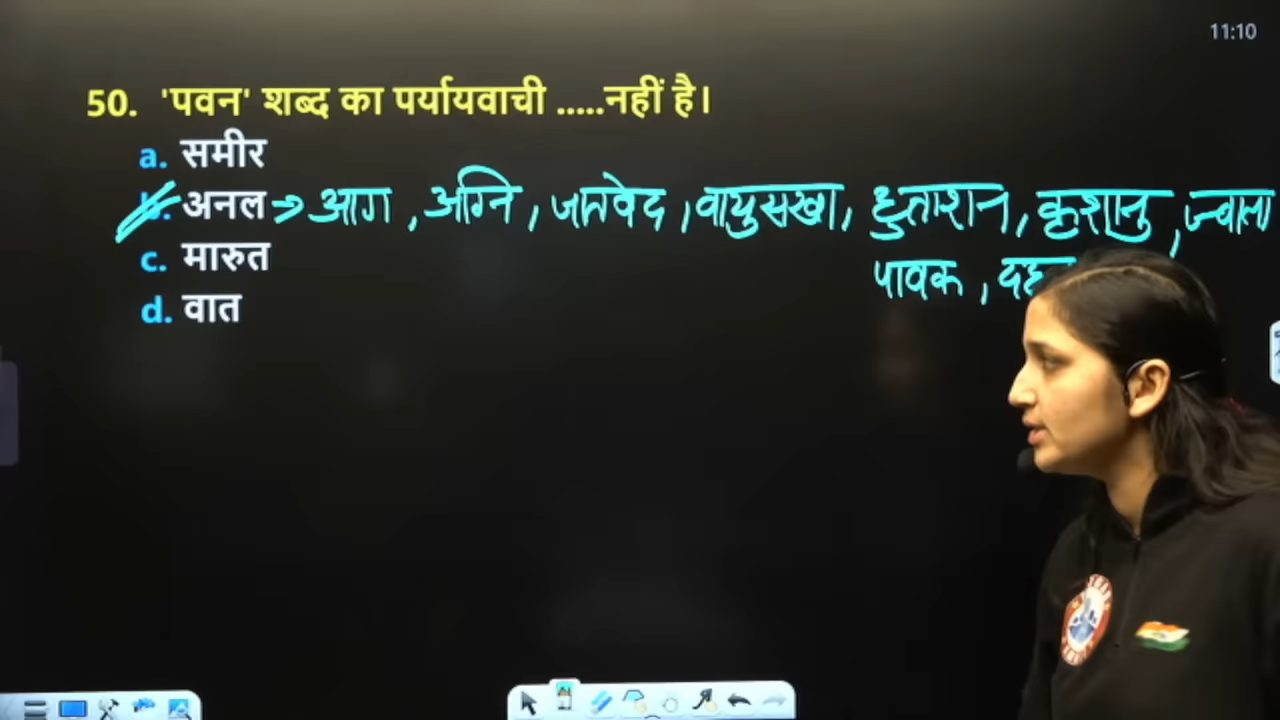 11:10
50. 'पवन' शब्द का पर्यायवाची .....नहीं है।
a. समीर
b. अनल → आग , अग्नि , जातवेद , वायुसखा , हुताशन , कृशानु , ज्वाला
पावक ,
c. मारुत
d. वात